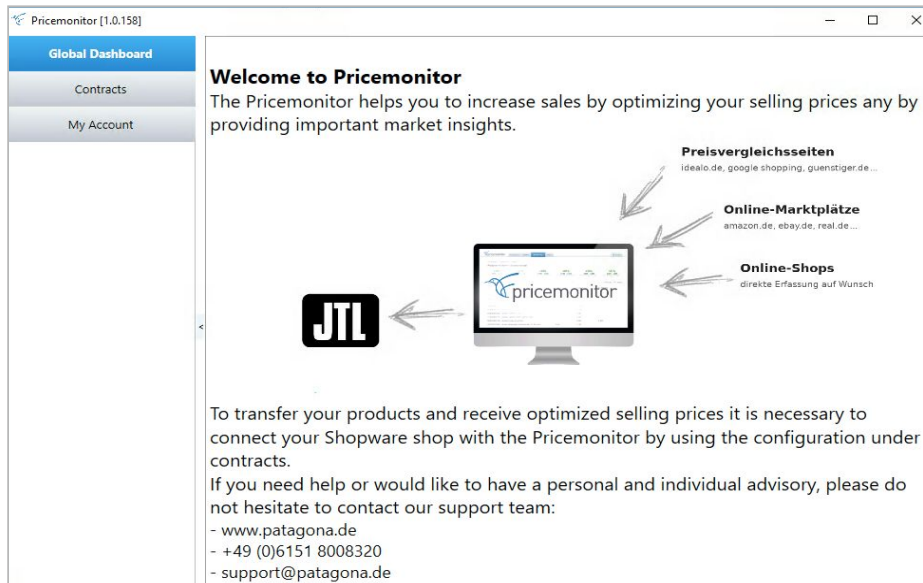 Pricemonitor [1.0.158]
Global Dashboard
Contracts
My Account
Welcome to Pricemonitor
The Pricemonitor helps you to increase sales by optimizing your selling prices any by
providing important market insights.
Preisvergleichsseiten
idealo.de, google shopping, guenstiger.de...
Online-Marktplätze
amazon.de, ebay.de, real.de...
Online-Shops
direkte Erfassung auf Wunsch
pricemonitor
JTL
<
To transfer your products and receive optimized selling prices it is necessary to
connect your Shopware shop with the Pricemonitor by using the configuration under
contracts.
If you need help or would like to have a personal and individual advisory, please do
not hesitate to contact our support team:
- www.patagona.de
- +49 (0)6151 8008320
- support@patagona.de